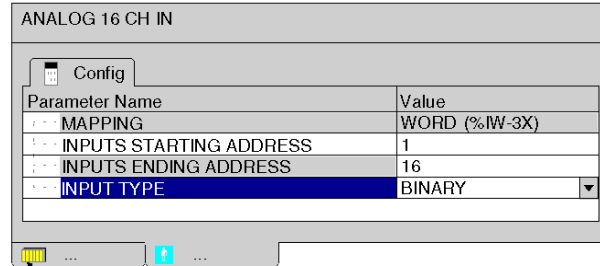 ANALOG 16 CH IN
Config
Parameter Name Value
MAPPING WORD (%IW-3X)
INPUTS STARTING ADDRESS 1
INPUTS ENDING ADDRESS 16
INPUT TYPE BINARY
... ...